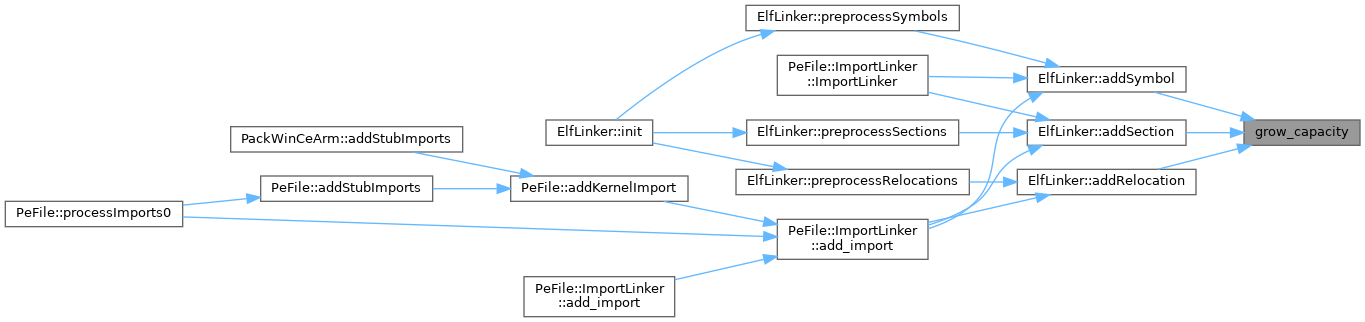 ElfLinker::preprocessSymbols
PeFile::ImportLinker
::ImportLinker
ElfLinker::addSymbol
PackWinCeArm::addStubImports
ElfLinker::init
ElfLinker::preprocessSections
ElfLinker::addSection
grow_capacity
PeFile::processImports0
PeFile::addStubImports
PeFile::addKernelImport
ElfLinker::preprocessRelocations
ElfLinker::addRelocation
PeFile::ImportLinker
::add_import
PeFile::ImportLinker
::add_import